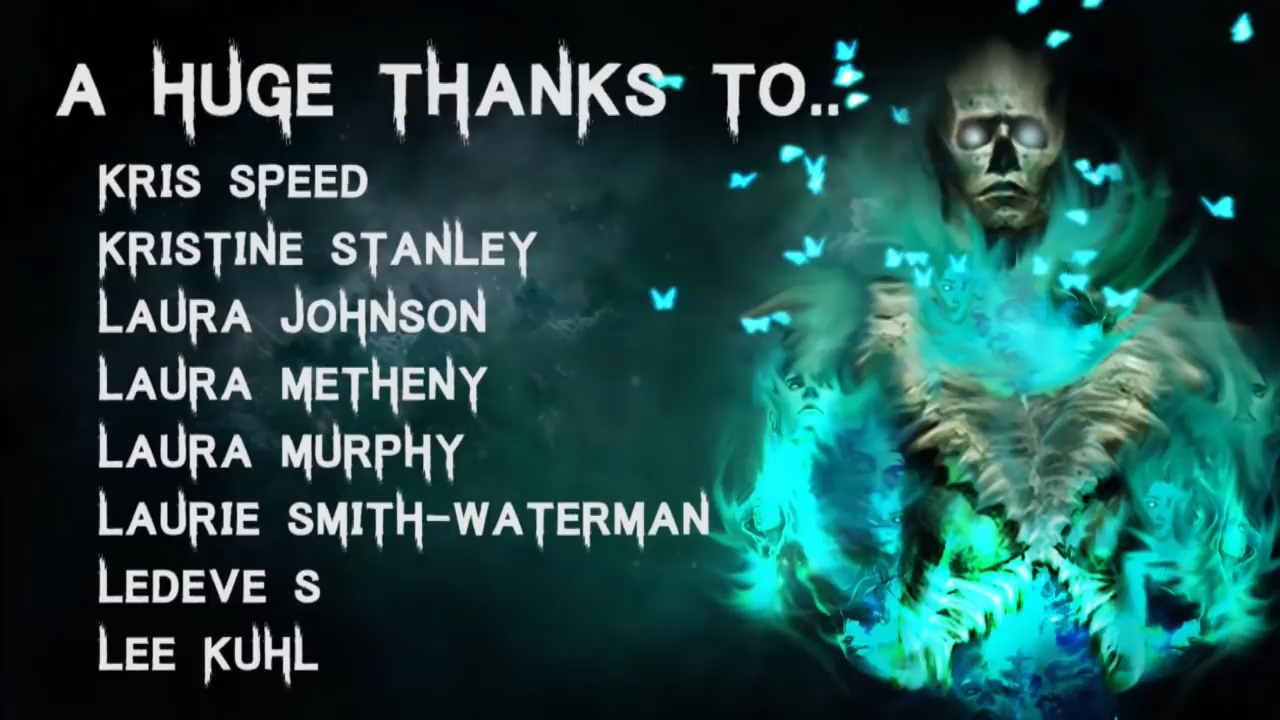 A HUGE THANKS TO..
KRIS SPEED
KRISTINE STANLEY
LAURA JOHNSON
LAURA METHENY
LAURA MURPHY
LAURIE SMITH-WATERMAN
LEDEVE S
LEE KUHL